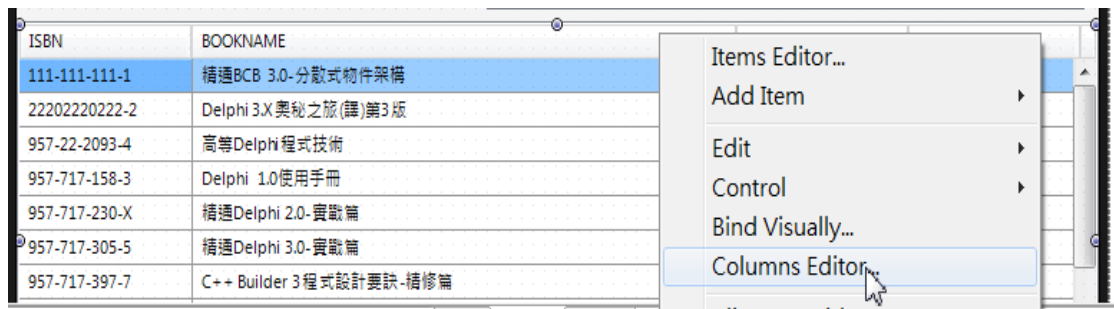 ISBN BOOKNAME
111-111-111-1 精通BCB 3.0-分散式物件架構
22202220222-2 Delphi 3.X 奧秘之旅(譯)第3版
957-22-2093-4 高等Delphi 程式技術
957-717-158-3 Delphi 1.0使用手冊
957-717-230-X 精通Delphi 2.0-實戰篇
957-717-305-5 精通Delphi 3.0-實戰篇
957-717-397-7 C++ Builder 3 程式設計要訣-精修篇
Items Editor...
Add Item
Edit
Control
Bind Visually...
Columns Editor...